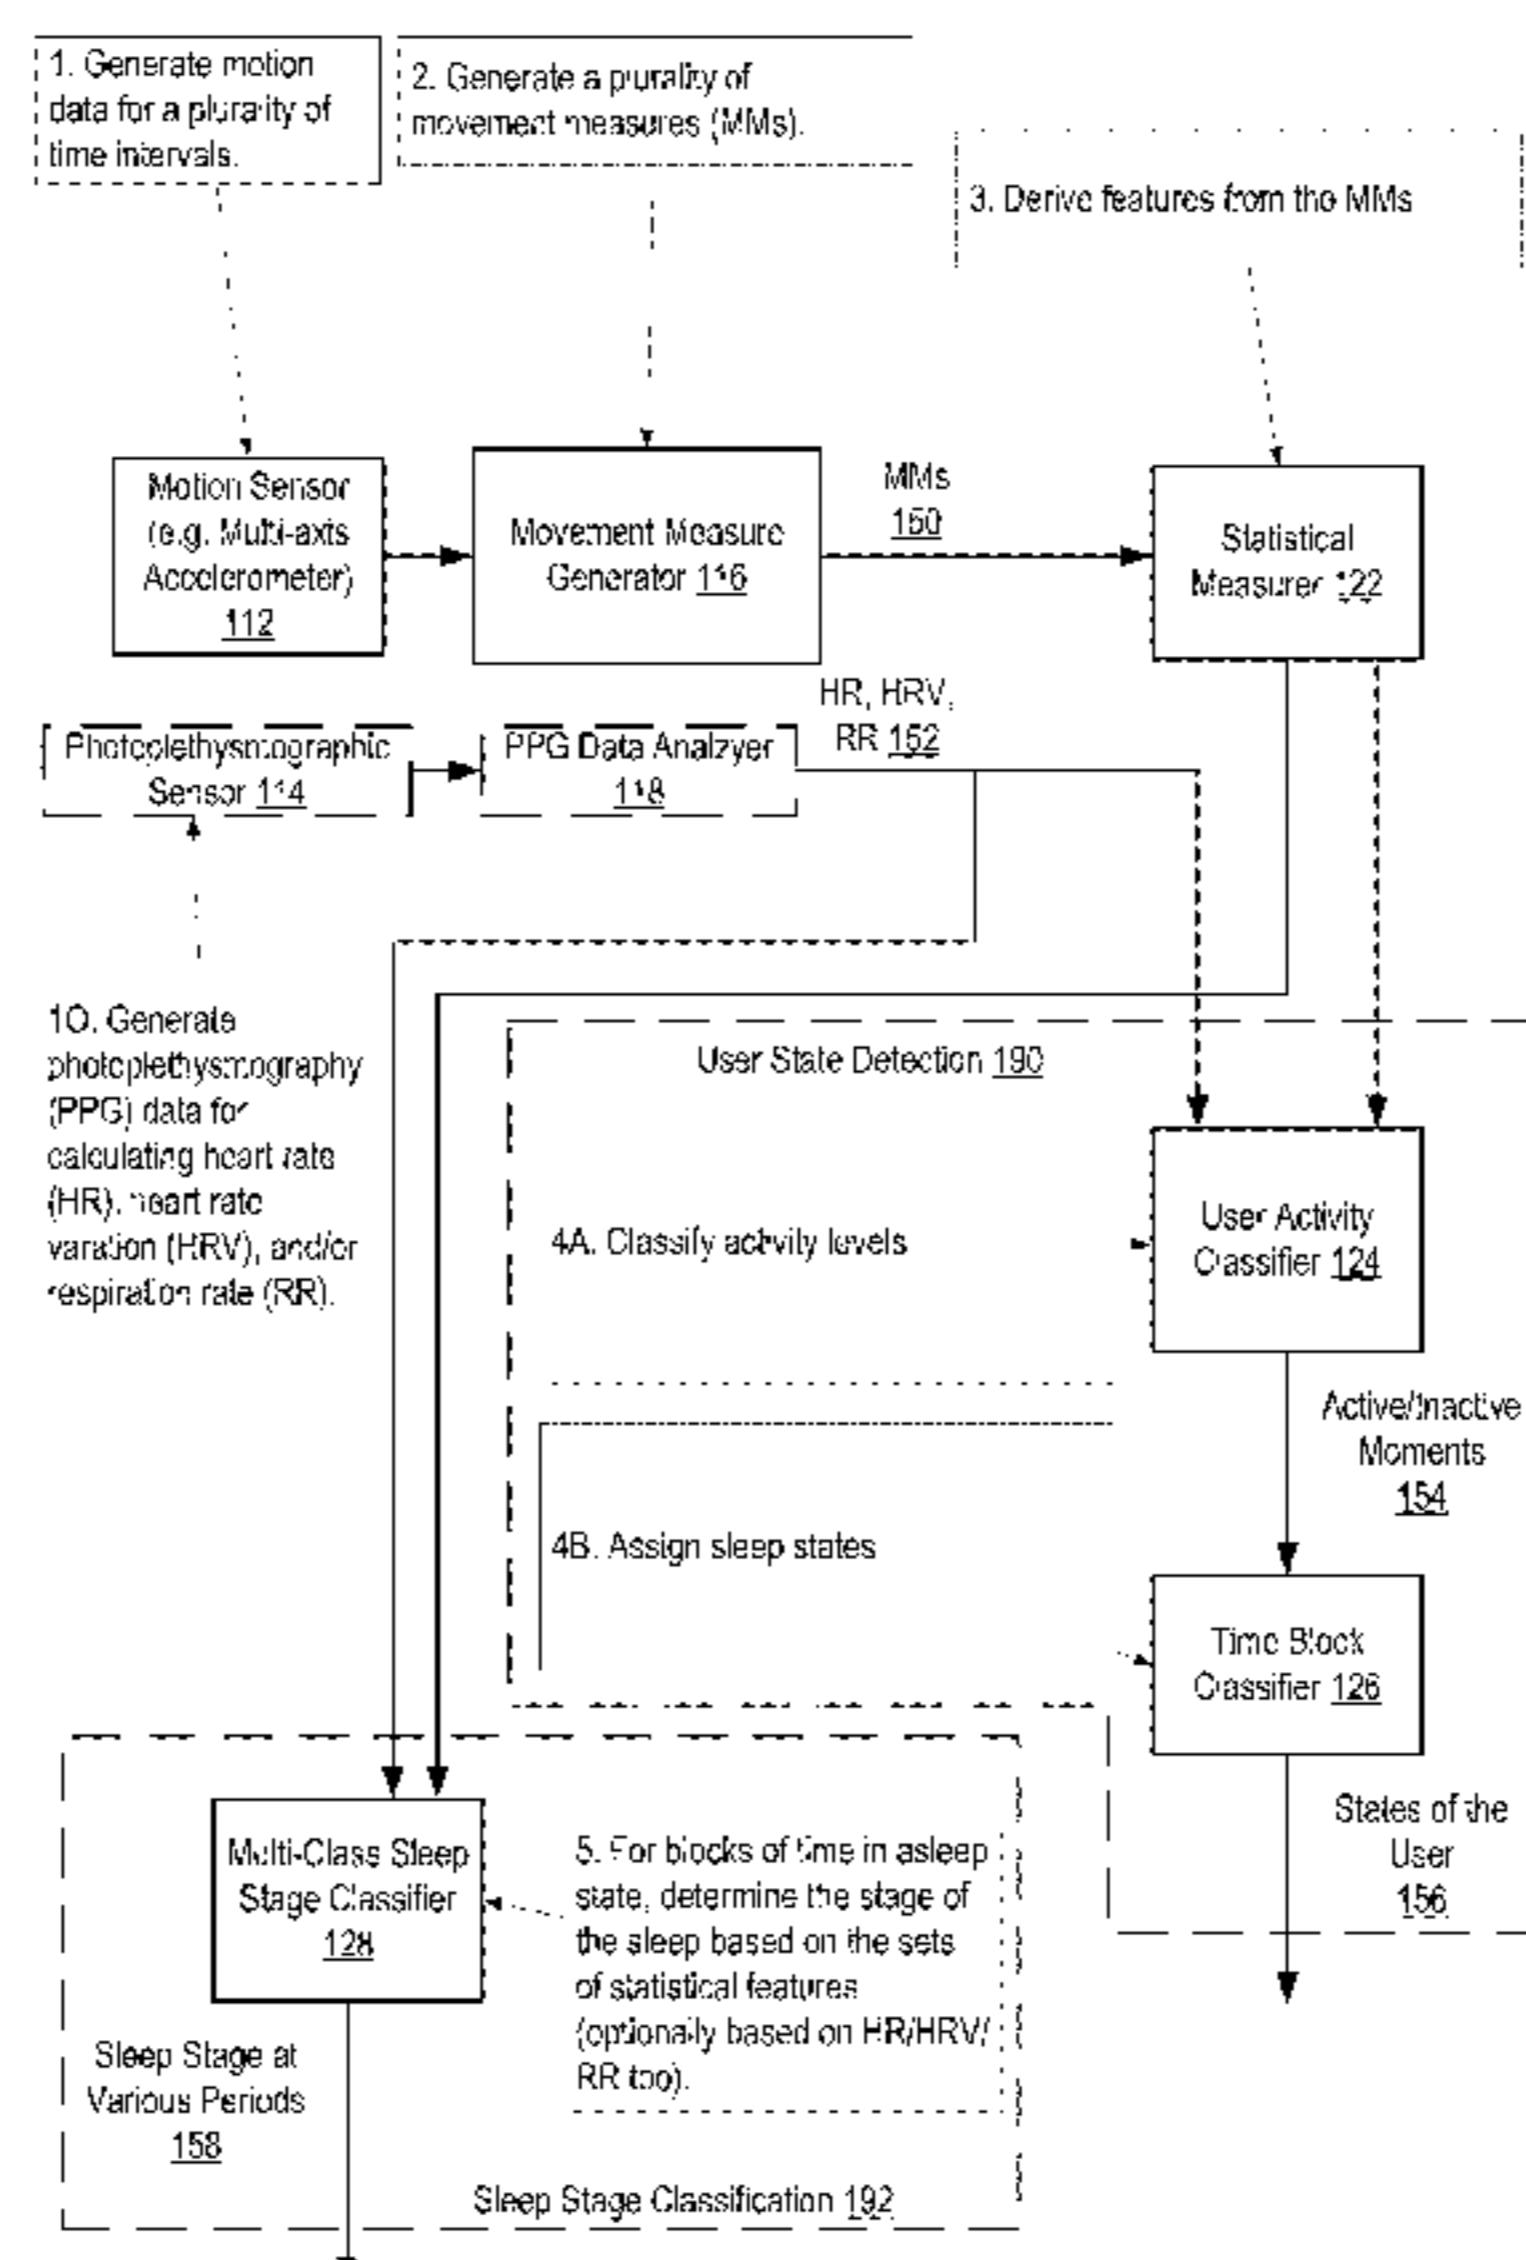 1. Generate motion
data for a plurality of
time intervals.
2. Generate a plurality of
movement measures (MMs).
3. Derive features from the MMs
Motion Sensor
(e.g. Multi-axis
Accelerometer)
112
Movement Measure
Generator 116
MMs
150
Statistical
Measurer 122
HR, HRV,
RR 152
Photoplethysmographic
Sensor 114
PPG Data Analzyer
118
1O. Generate
photoplethysmography
(PPG) data for
calculating heart rate
(HR), heart rate
variation (HRV), and/or
respiration rate (RR).
User State Detection 190
4A. Classify activity levels
User Activity
Classifier 124
Active/Inactive
Moments
154
4B. Assign sleep states
Time Block
Classifier 126
States of the
User
156
Multi-Class Sleep
Stage Classifier
128
5. For blocks of time in asleep
state, determine the stage of
the sleep based on the sets
of statistical features
(optionally based on HR/HRV/
RR too).
Sleep Stage at
Various Periods
158
Sleep Stage Classification 192